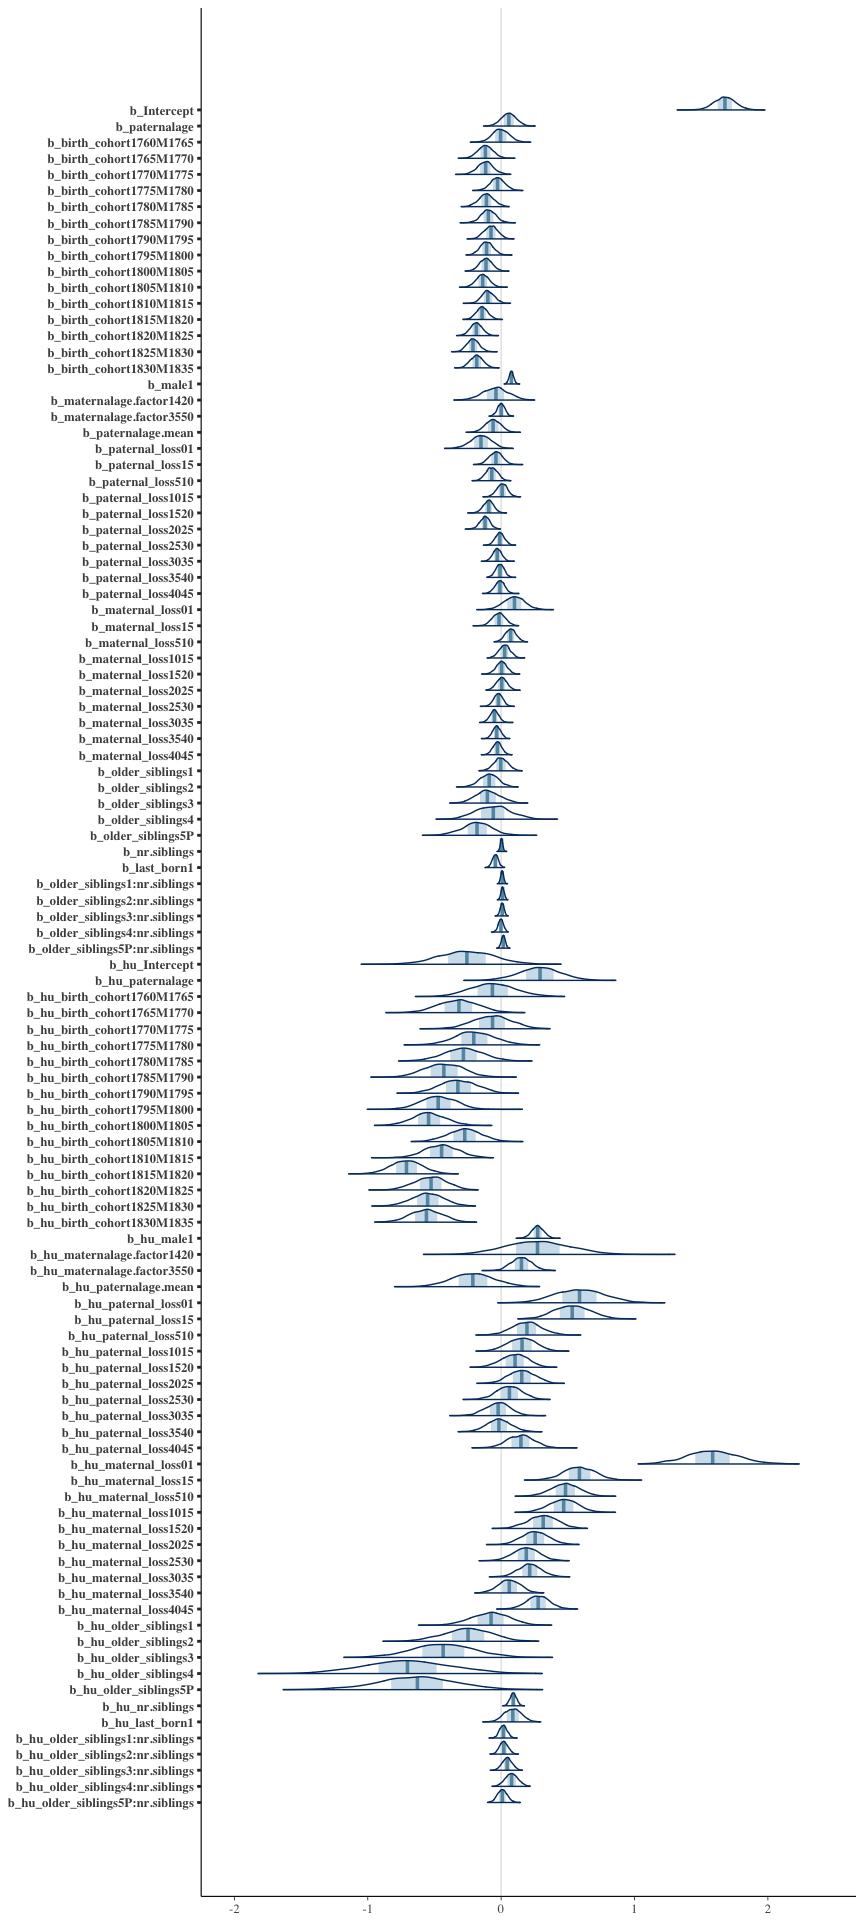 b_Intercept
b_paternalage
b_birth_cohort1760M1765
b_birth_cohort1765M1770
b_birth_cohort1770M1775
b_birth_cohort1775M1780
b_birth_cohort1780M1785
b_birth_cohort1785M1790
b_birth_cohort1790M1795
b_birth_cohort1795M1800
b_birth_cohort1800M1805
b_birth_cohort1805M1810
b_birth_cohort1810M1815
b_birth_cohort1815M1820
b_birth_cohort1820M1825
b_birth_cohort1825M1830
b_birth_cohort1830M1835
b_male1
b_maternalage.factor1420
b_maternalage.factor3550
b_paternalage.mean
b_paternal_loss01
b_paternal_loss15
b_paternal_loss510
b_paternal_loss1015
b_paternal_loss1520
b_paternal_loss2025
b_paternal_loss2530
b_paternal_loss3035
b_paternal_loss3540
b_paternal_loss4045
b_maternal_loss01
b_maternal_loss15
b_maternal_loss510
b_maternal_loss1015
b_maternal_loss1520
b_maternal_loss2025
b_maternal_loss2530
b_maternal_loss3035
b_maternal_loss3540
b_maternal_loss4045
b_older_siblings1
b_older_siblings2
b_older_siblings3
b_older_siblings4
b_older_siblings5P
b_nr.siblings
b_last_born1
b_older_siblings1:nr.siblings
b_older_siblings2:nr.siblings
b_older_siblings3:nr.siblings
b_older_siblings4:nr.siblings
b_older_siblings5P:nr.siblings
b_hu_Intercept
b_hu_paternalage
b_hu_birth_cohort1760M1765
b_hu_birth_cohort1765M1770
b_hu_birth_cohort1770M1775
b_hu_birth_cohort1775M1780
b_hu_birth_cohort1780M1785
b_hu_birth_cohort1785M1790
b_hu_birth_cohort1790M1795
b_hu_birth_cohort1795M1800
b_hu_birth_cohort1800M1805
b_hu_birth_cohort1805M1810
b_hu_birth_cohort1810M1815
b_hu_birth_cohort1815M1820
b_hu_birth_cohort1820M1825
b_hu_birth_cohort1825M1830
b_hu_birth_cohort1830M1835
b_hu_male1
b_hu_maternalage.factor1420
b_hu_maternalage.factor3550
b_hu_paternalage.mean
b_hu_paternal_loss01
b_hu_paternal_loss15
b_hu_paternal_loss510
b_hu_paternal_loss1015
b_hu_paternal_loss1520
b_hu_paternal_loss2025
b_hu_paternal_loss2530
b_hu_paternal_loss3035
b_hu_paternal_loss3540
b_hu_paternal_loss4045
b_hu_maternal_loss01
b_hu_maternal_loss15
b_hu_maternal_loss510
b_hu_maternal_loss1015
b_hu_maternal_loss1520
b_hu_maternal_loss2025
b_hu_maternal_loss2530
b_hu_maternal_loss3035
b_hu_maternal_loss3540
b_hu_maternal_loss4045
b_hu_older_siblings1
b_hu_older_siblings2
b_hu_older_siblings3
b_hu_older_siblings4
b_hu_older_siblings5P
b_hu_nr.siblings
b_hu_last_born1
b_hu_older_siblings1:nr.siblings
b_hu_older_siblings2:nr.siblings
b_hu_older_siblings3:nr.siblings
b_hu_older_siblings4:nr.siblings
b_hu_older_siblings5P:nr.siblings
-2 -1 0 1 2